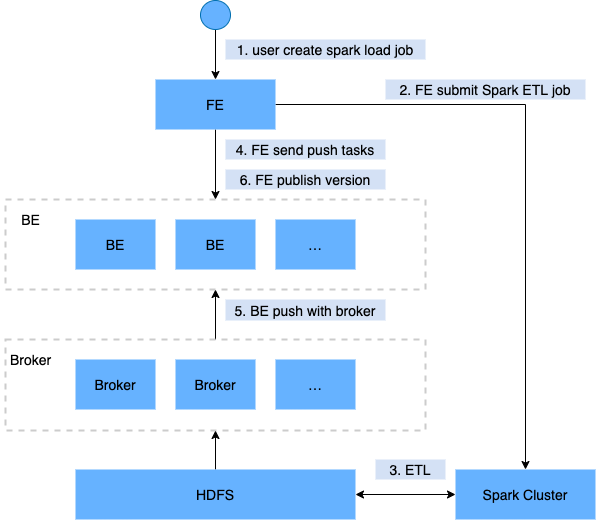 1. user create spark load job
FE
2. FE submit Spark ETL job
4. FE send push tasks
6. FE publish version
BE
BE
BE
...
5. BE push with broker
Broker
Broker
Broker
...
3. ETL
HDFS
Spark Cluster